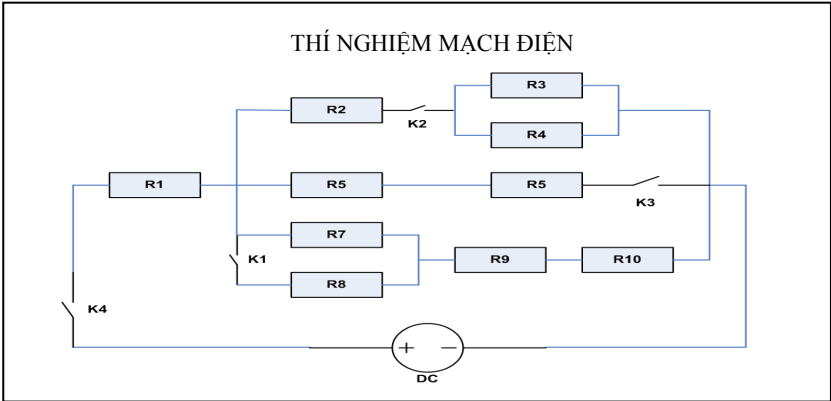 THÍ NGHIỆM MẠCH ĐIỆN
R3
R2
K2
R4
R1
R5
R5
K3
R7
K1
R9
R10
R8
K4
+
−
DC